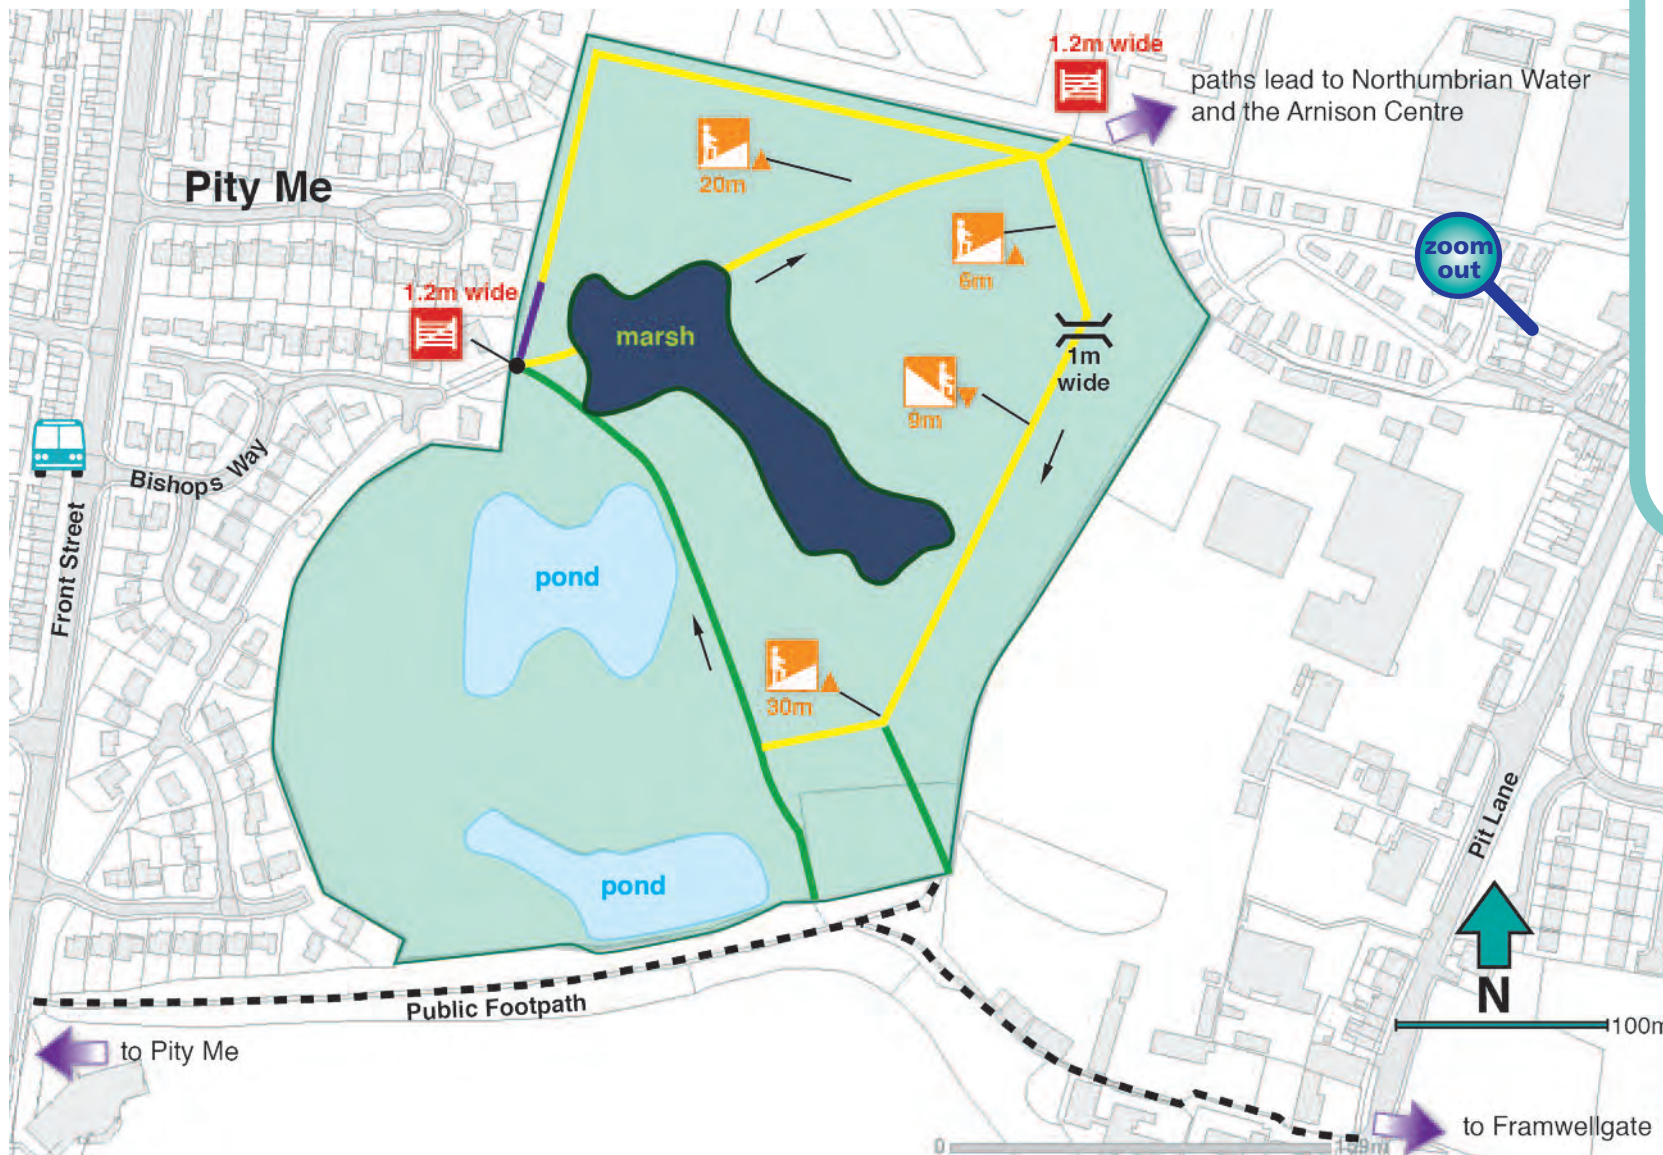 1.2m wide
paths lead to Northumbrian Water
and the Arnison Centre
20m
Pity Me
6m
zoom
out
1.2m wide
marsh
1m
wide
9m
Bishops Way
Front Street
pond
30m
Pit Lane
pond
N
100m
Public Footpath
to Pity Me
to Framwellgate
0